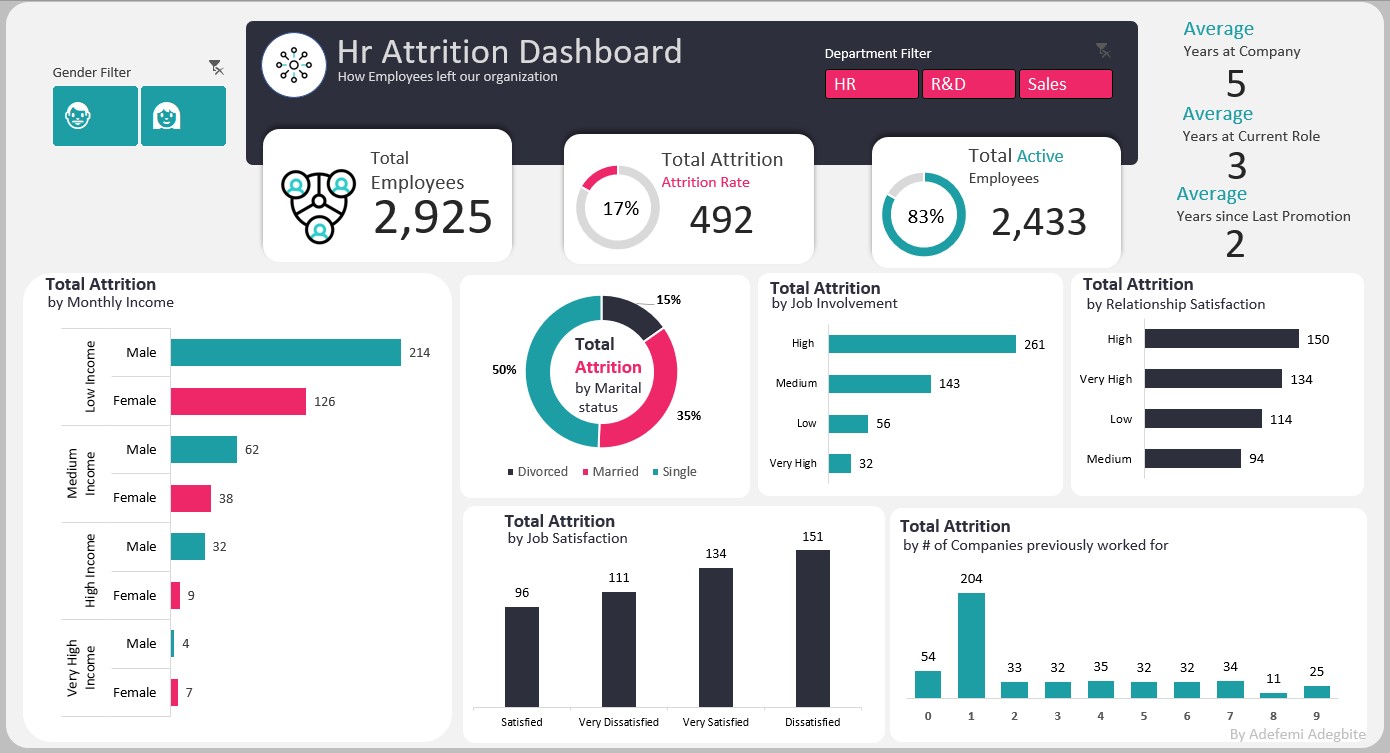 Gender Filter
Hr Attrition Dashboard
How Employees left our organization
Department Filter
HR
R&D
Sales
Average
Years at Company
5
Average
Years at Current Role
3
Average
Years since Last Promotion
2
Total
Employees
2,925
Total Attrition
Attrition Rate
17%
492
Total Active
Employees
83%
2,433
Total Attrition
by Monthly Income
Low Income
Male
214
Female
126
Medium
Income
Male
62
Female
38
High Income
Male
32
Female
9
Very High
Income
Male
4
Female
7
15%
50%
35%
Total
Attrition
by Marital
status
Divorced
Married
Single
Total Attrition
by Job Involvement
High
261
Medium
143
Low
56
Very High
32
Total Attrition
by Relationship Satisfaction
High
150
Very High
134
Low
114
Medium
94
Total Attrition
by Job Satisfaction
96
111
134
151
Satisfied
Very Dissatisfied
Very Satisfied
Dissatisfied
Total Attrition
by # of Companies previously worked for
54
204
33
32
35
32
32
34
11
25
0
1
2
3
4
5
6
7
8
9
By Adefemi Adegbite